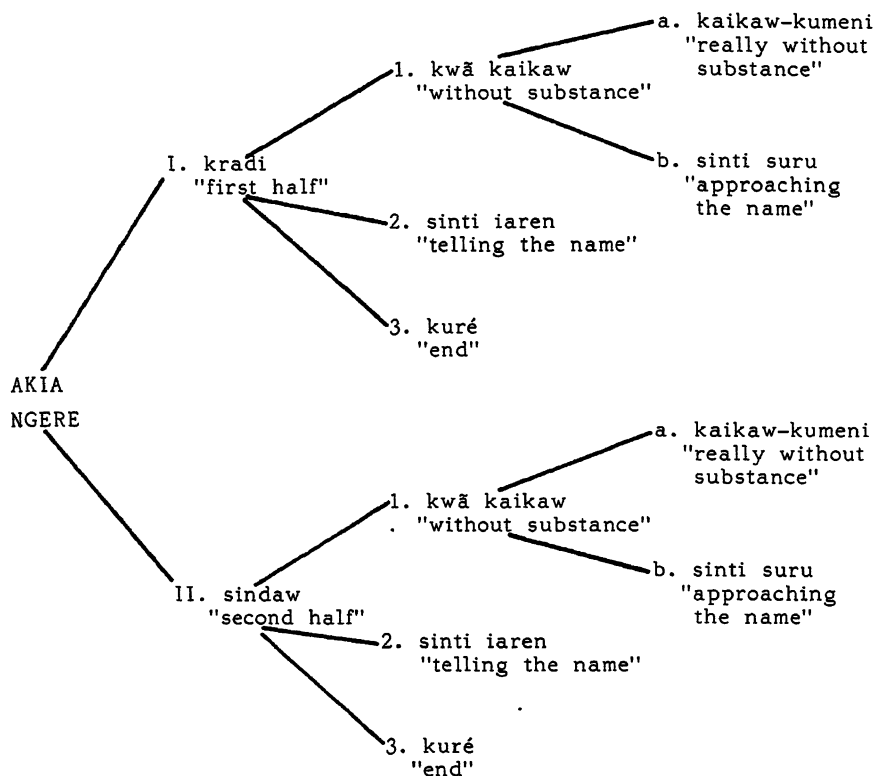 AKIA
NGERE
I. kradi
"first half"
1. kwã kaikaw
"without substance"
a. kaikaw-kumeni
"really without
substance"
b. sinti suru
"approaching
the name"
2. sinti iaren
"telling the name"
3. kuré
"end"
II. sindaw
"second half"
1. kwã kaikaw
"without substance"
a. kaikaw-kumeni
"really without
substance"
b. sinti suru
"approaching
the name"
2. sinti iaren
"telling the name"
3. kuré
"end"